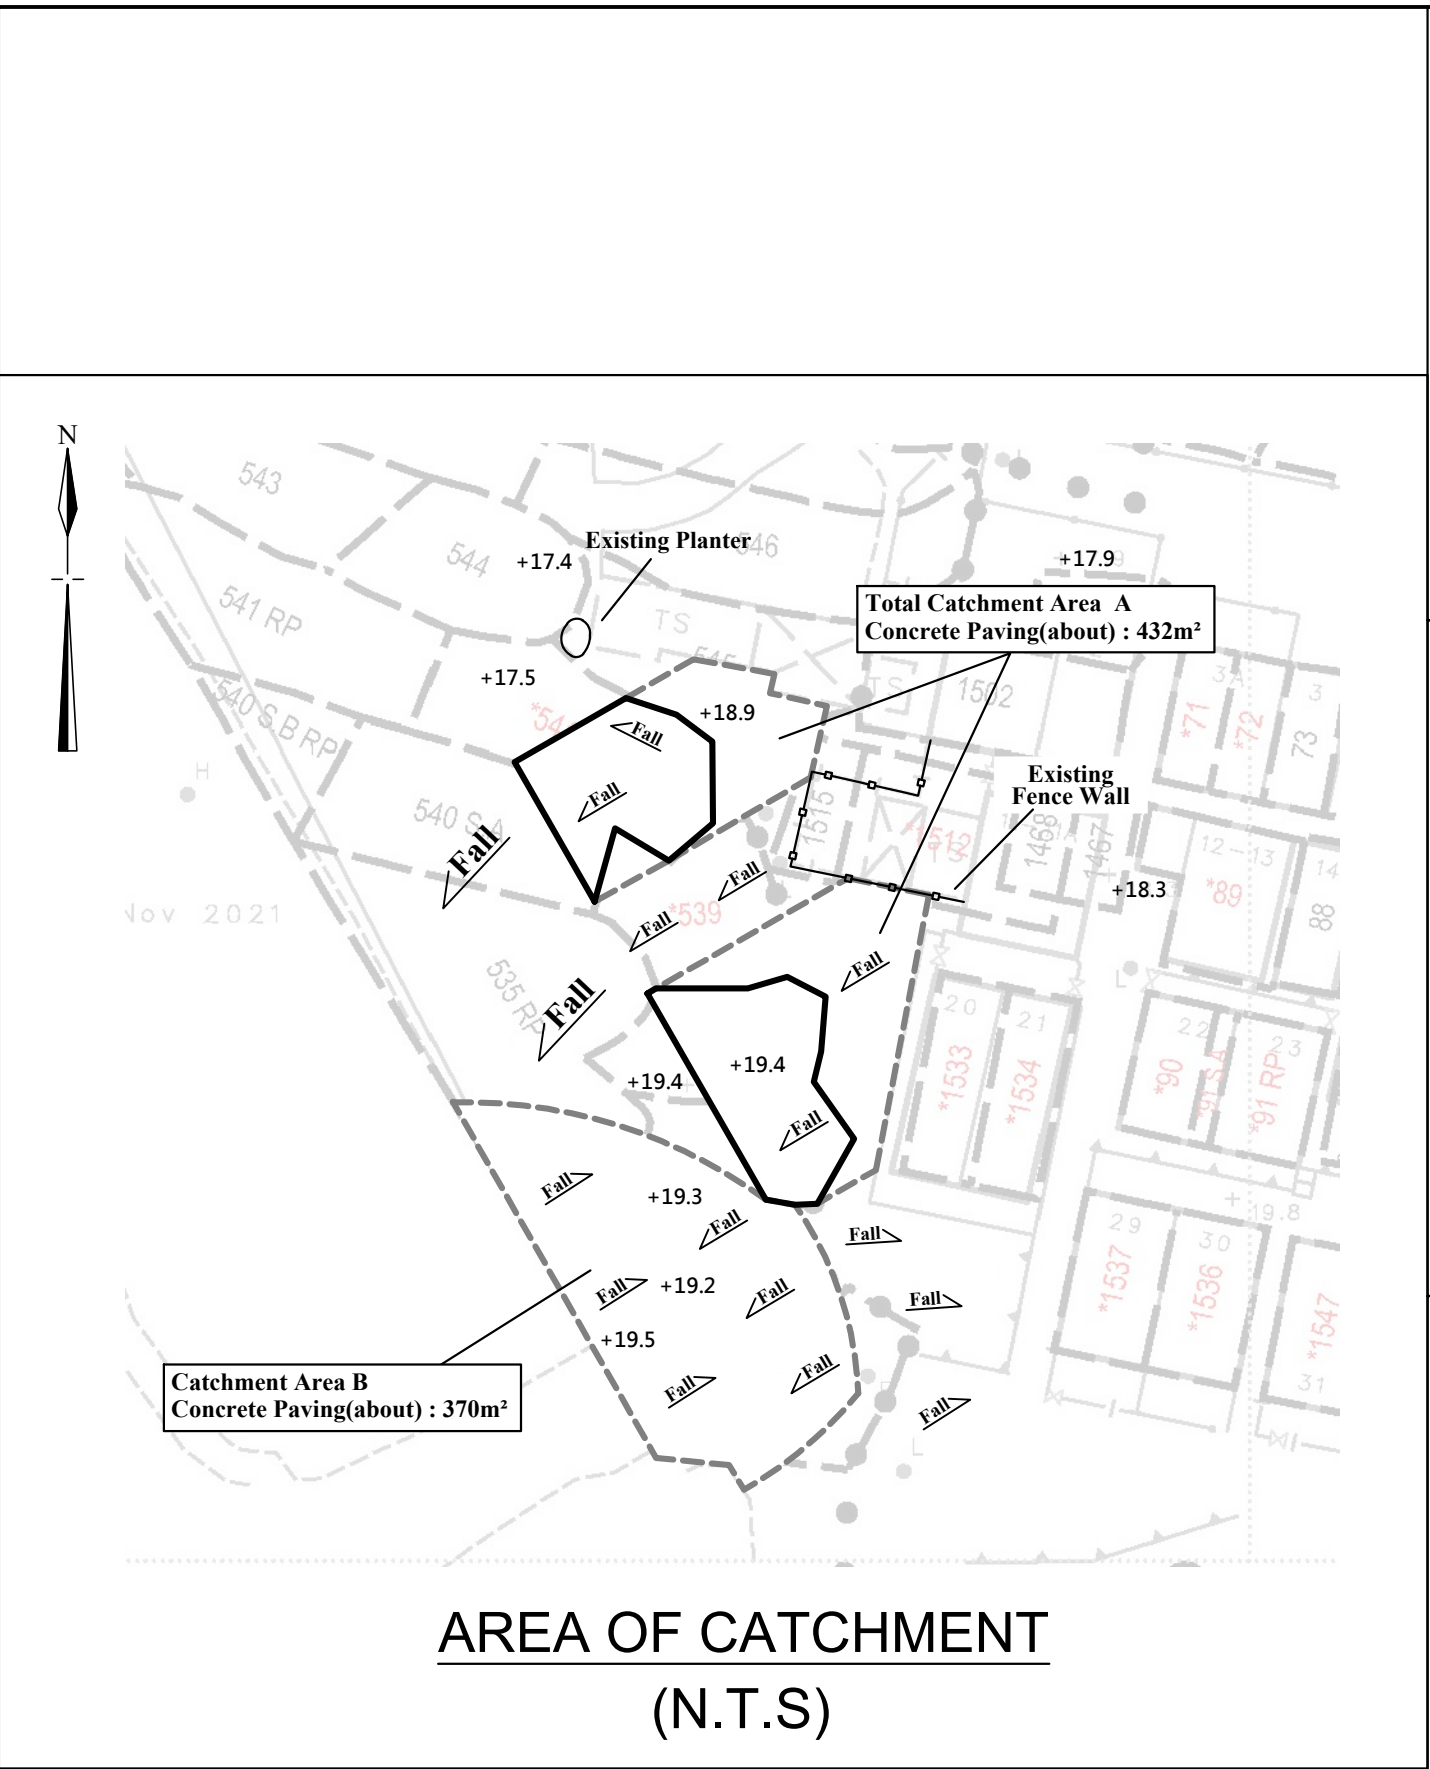 N
543
544
+17.4
Existing Planter
546
+17.9
541 RP
TS
545
Total Catchment Area A
Concrete Paving(about) : 432m²
+17.5
540 S.B RP
+18.9
TS
1502
3A
3
*71
*72
73
Fall
H
Fall
Existing
Fence Wall
540 S.A
Fall
1515
*1512
1468
1467
12-13
14
*89
88
+18.3
Fall
Nov 2021
*539
Fall
Fall
535 RP
Fall
L
20
21
22
23
*1533
*1534
*90
*91 S.A
*91 RP
+19.4
+19.4
Fall
Fall
+19.3
Fall
Fall
+19.8
29
30
*1537
*1536
*1547
31
Fall
+19.2
Fall
Fall
+19.5
Catchment Area B
Concrete Paving(about) : 370m²
Fall
Fall
Fall
L
AREA OF CATCHMENT
(N.T.S)